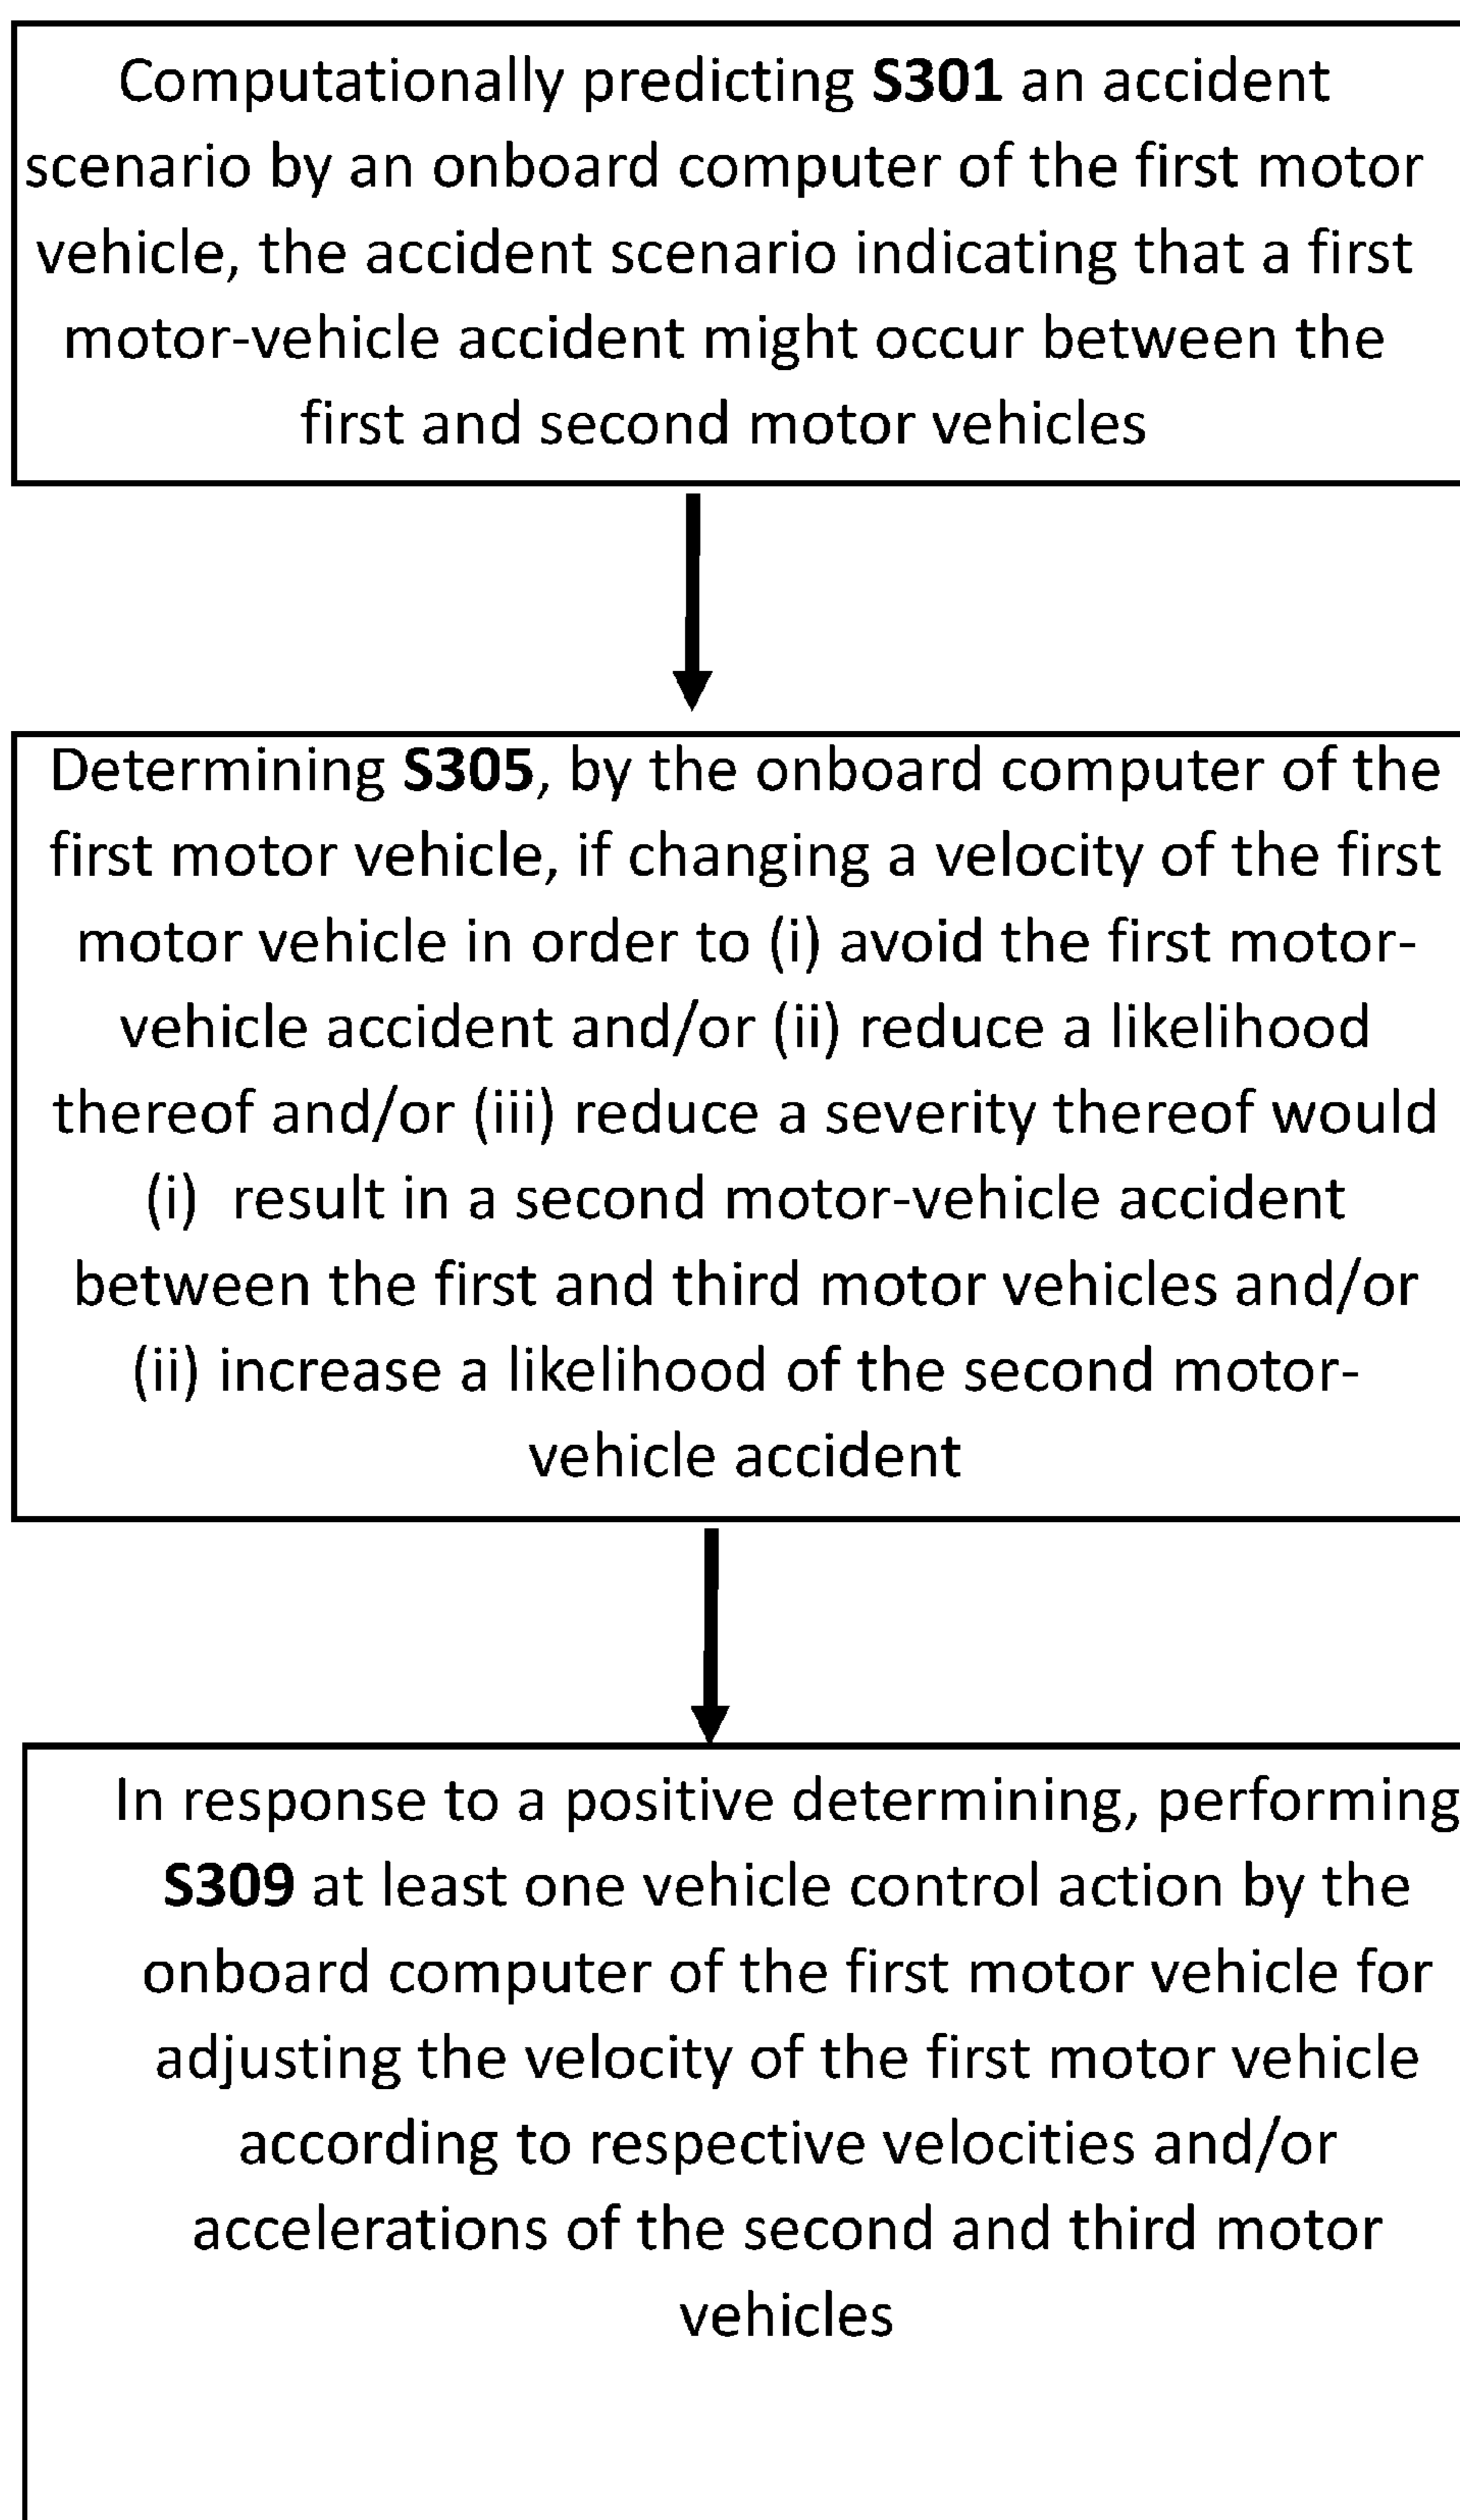 Computationally predicting S301 an accident
scenario by an onboard computer of the first motor
vehicle, the accident scenario indicating that a first
motor-vehicle accident might occur between the
first and second motor vehicles
Determining S305, by the onboard computer of the
first motor vehicle, if changing a velocity of the first
motor vehicle in order to (i) avoid the first motor-
vehicle accident and/or (ii) reduce a likelihood
thereof and/or (iii) reduce a severity thereof would
(i) result in a second motor-vehicle accident
between the first and third motor vehicles and/or
(ii) increase a likelihood of the second motor-
vehicle accident
In response to a positive determining, performing
S309 at least one vehicle control action by the
onboard computer of the first motor vehicle for
adjusting the velocity of the first motor vehicle
according to respective velocities and/or
accelerations of the second and third motor
vehicles